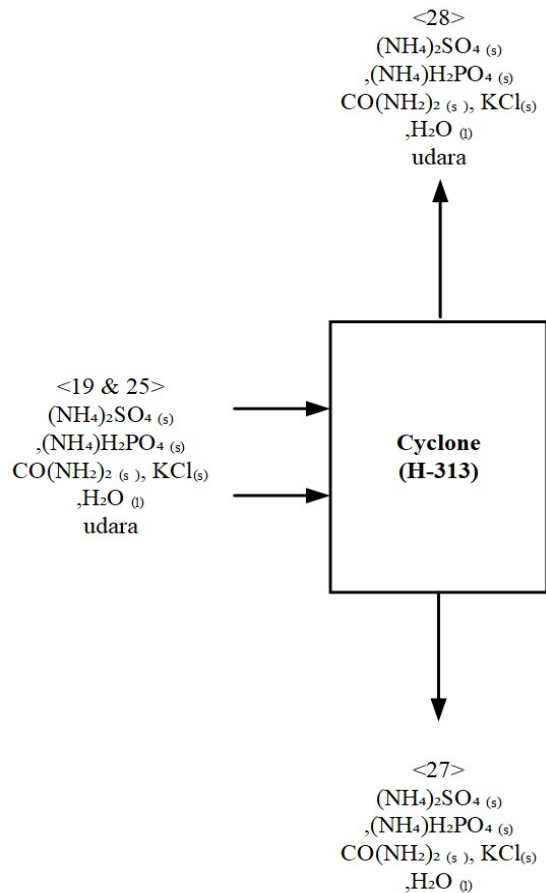 <28>
(NH₄)₂SO₄ (s)
,(NH₄)H₂PO₄ (s)
CO(NH₂)₂ (s ), KCl(s)
,H₂O (l)
udara
<19 & 25>
(NH₄)₂SO₄ (s)
,(NH₄)H₂PO₄ (s)
CO(NH₂)₂ (s ), KCl(s)
,H₂O (l)
udara
Cyclone
(H-313)
<27>
(NH₄)₂SO₄ (s)
,(NH₄)H₂PO₄ (s)
CO(NH₂)₂ (s ), KCl(s)
,H₂O (l)